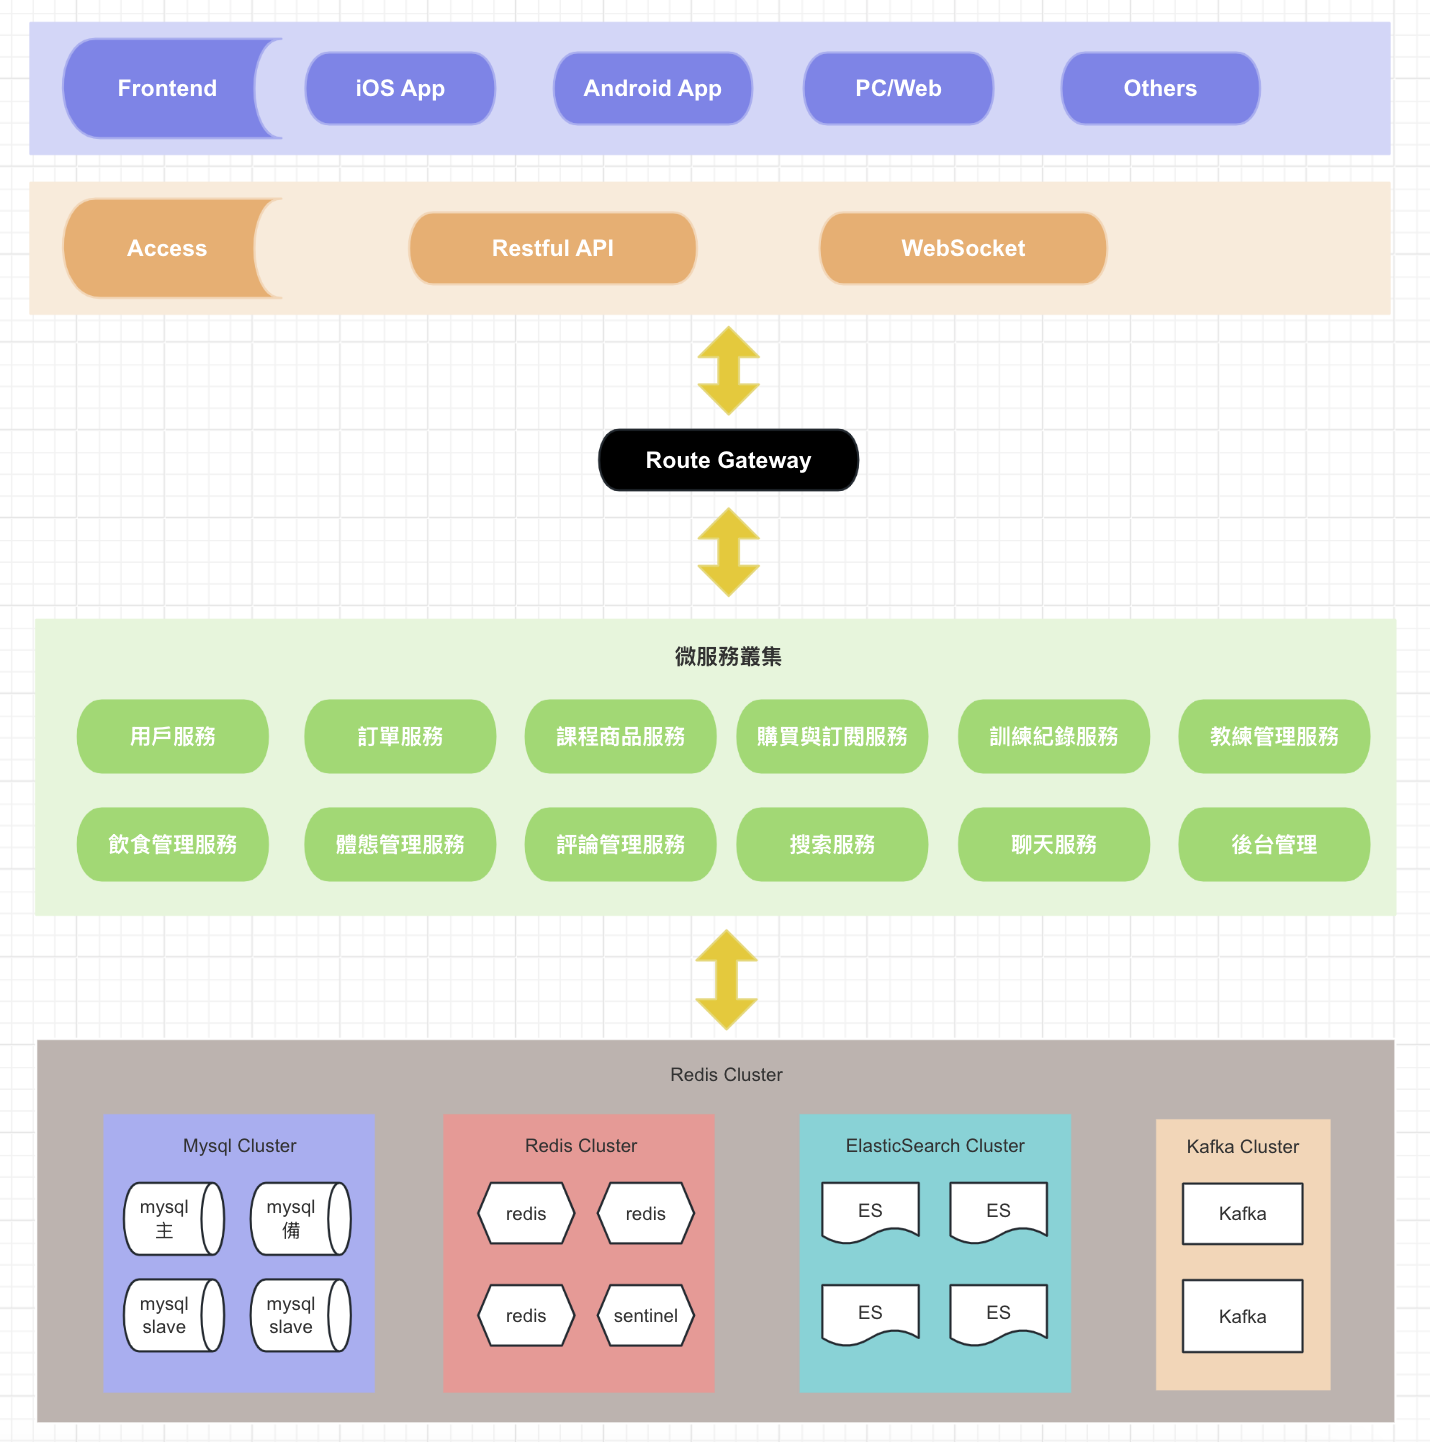 Frontend
iOS App
Android App
PC/Web
Others
Access
Restful API
WebSocket
Route Gateway
微服務叢集
用戶服務
訂單服務
課程商品服務
購買與訂閱服務
訓練紀錄服務
教練管理服務
飲食管理服務
體態管理服務
評論管理服務
搜索服務
聊天服務
後台管理
Redis Cluster
Mysql Cluster
mysql
主
mysql
備
mysql
slave
mysql
slave
Redis Cluster
redis
redis
redis
sentinel
ElasticSearch Cluster
ES
ES
ES
ES
Kafka Cluster
Kafka
Kafka